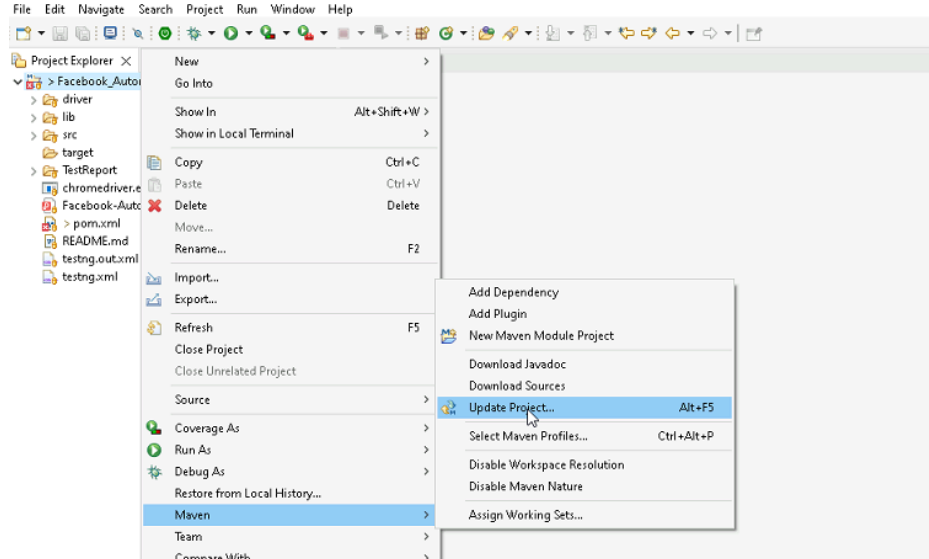 File Edit Navigate Search Project Run Window Help
Project Explorer
> Facebook_Autor
driver
lib
src
target
TestReport
chromedriver.e
Facebook-Auto
> pom.xml
README.md
testng.out.xml
testng.xml
New
Go Into
Show In Alt+Shift+W >
Show in Local Terminal
Copy Ctrl+C
Paste Ctrl+V
Delete Delete
Move...
Rename... F2
Import...
Export...
Refresh F5
Close Project
Close Unrelated Project
Source
Coverage As
Run As
Debug As
Restore from Local History...
Maven
Team
Compare With
Add Dependency
Add Plugin
New Maven Module Project
Download Javadoc
Download Sources
Update Project... Alt+F5
Select Maven Profiles... Ctrl+Alt+P
Disable Workspace Resolution
Disable Maven Nature
Assign Working Sets...